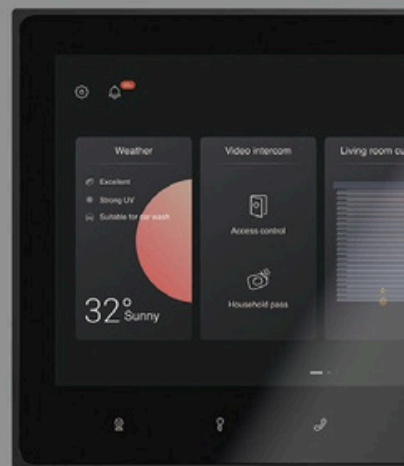 Weather
Excellent
Strong UV
Suitable for car wash
32° Sunny
Video intercom
Access control
Household pass
Living room cu